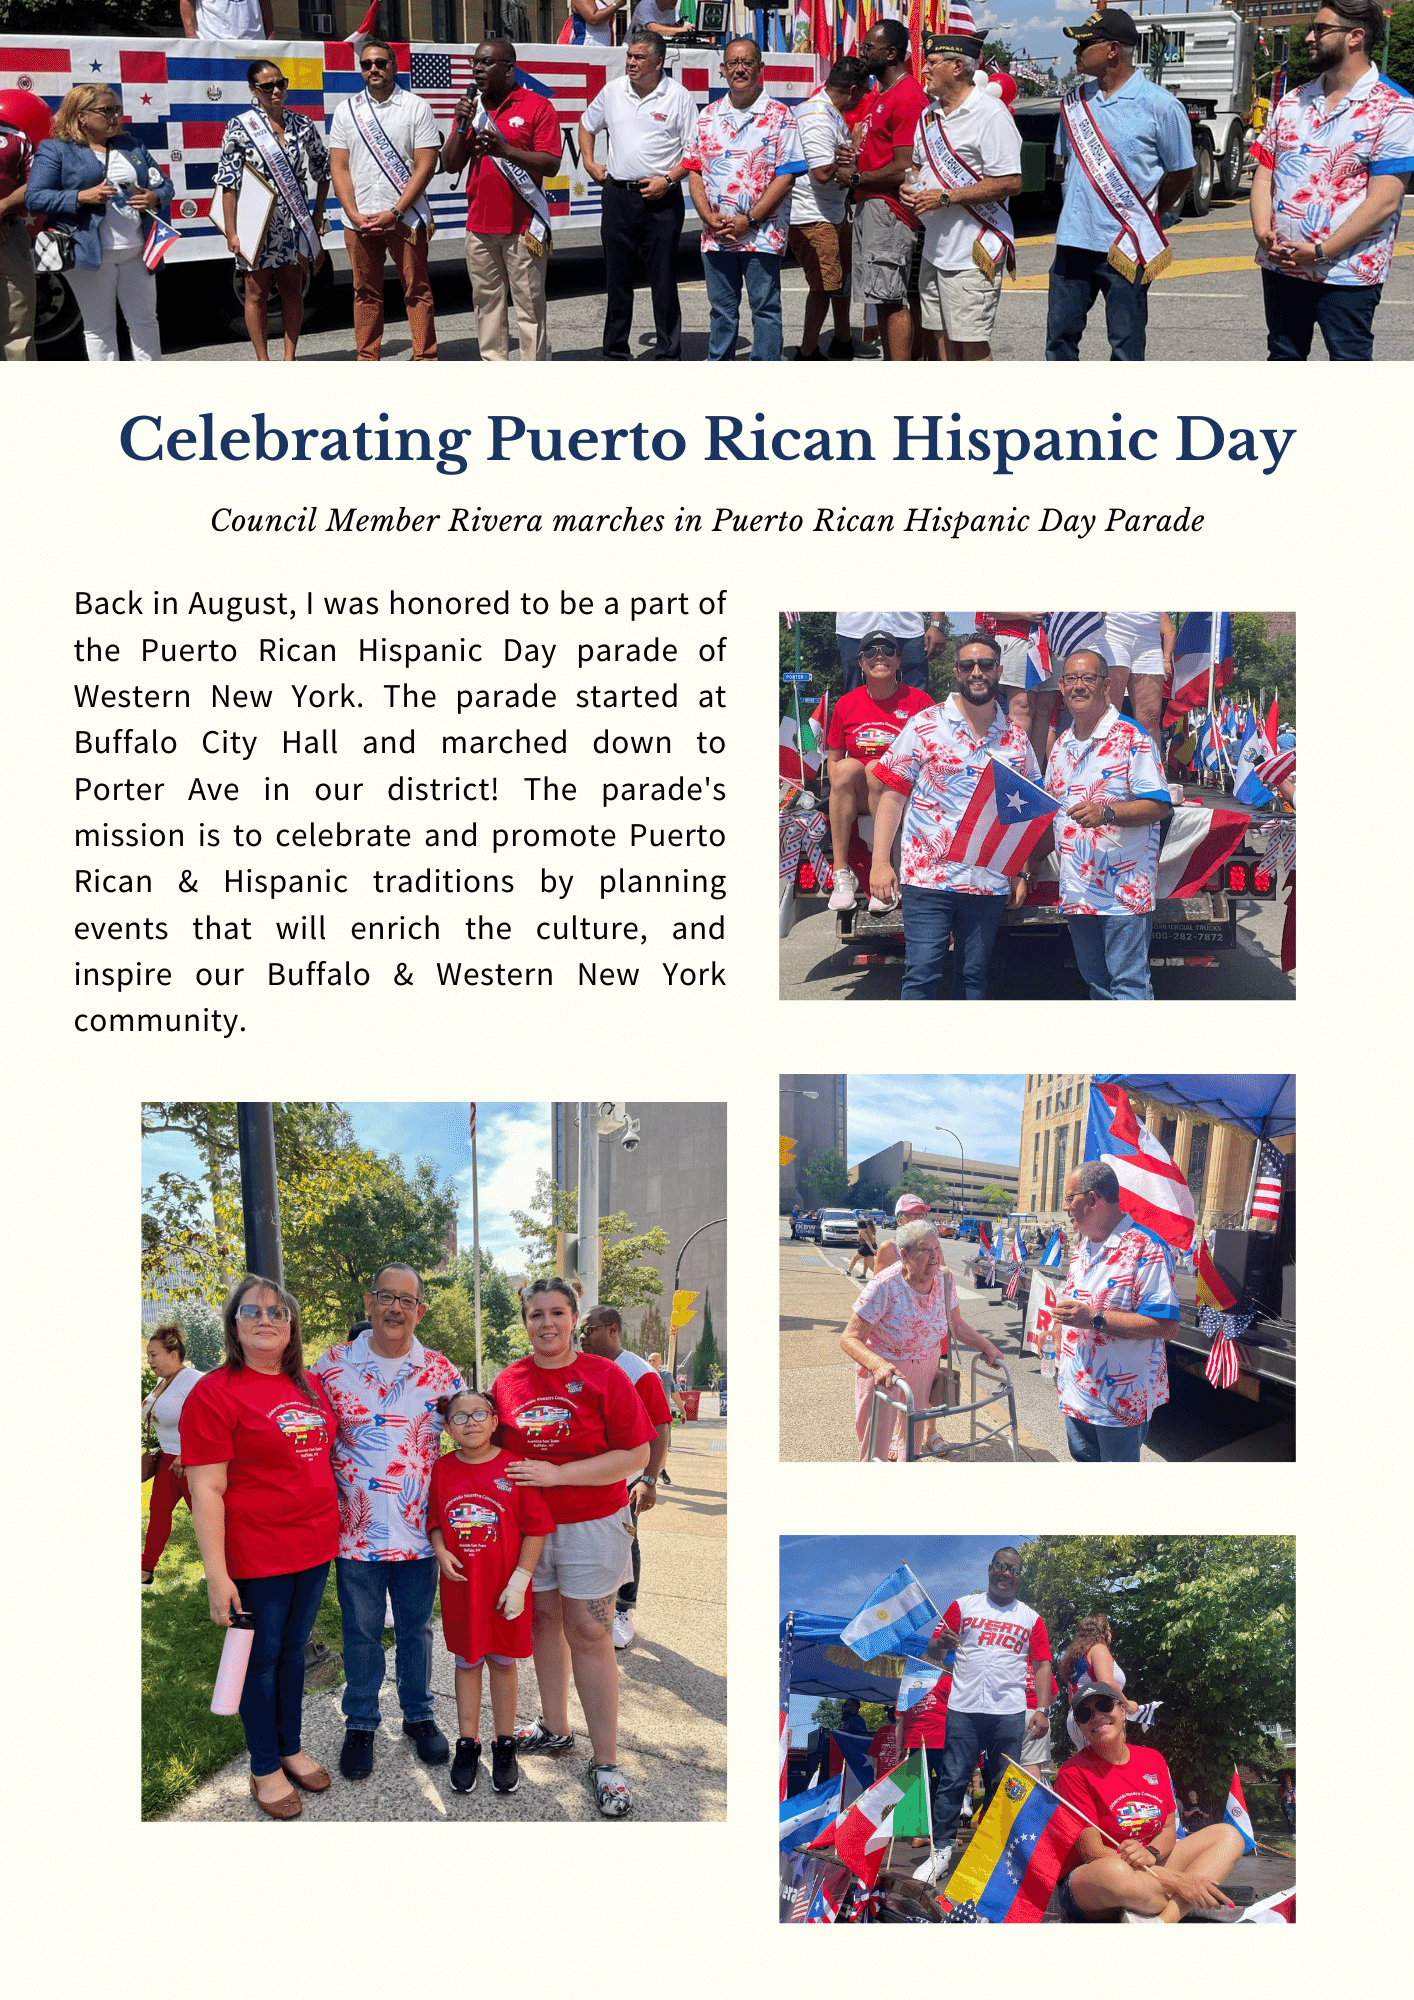 Celebrating Puerto Rican Hispanic Day
Council Member Rivera marches in Puerto Rican Hispanic Day Parade
Back in August, I was honored to be a part of
the Puerto Rican Hispanic Day parade of
Western New York. The parade started at
Buffalo City Hall and marched down to
Porter Ave in our district! The parade's
mission is to celebrate and promote Puerto
Rican & Hispanic traditions by planning
events that will enrich the culture, and
inspire our Buffalo & Western New York
community.
PORTER
800-282-7872
PUERTO
RICO